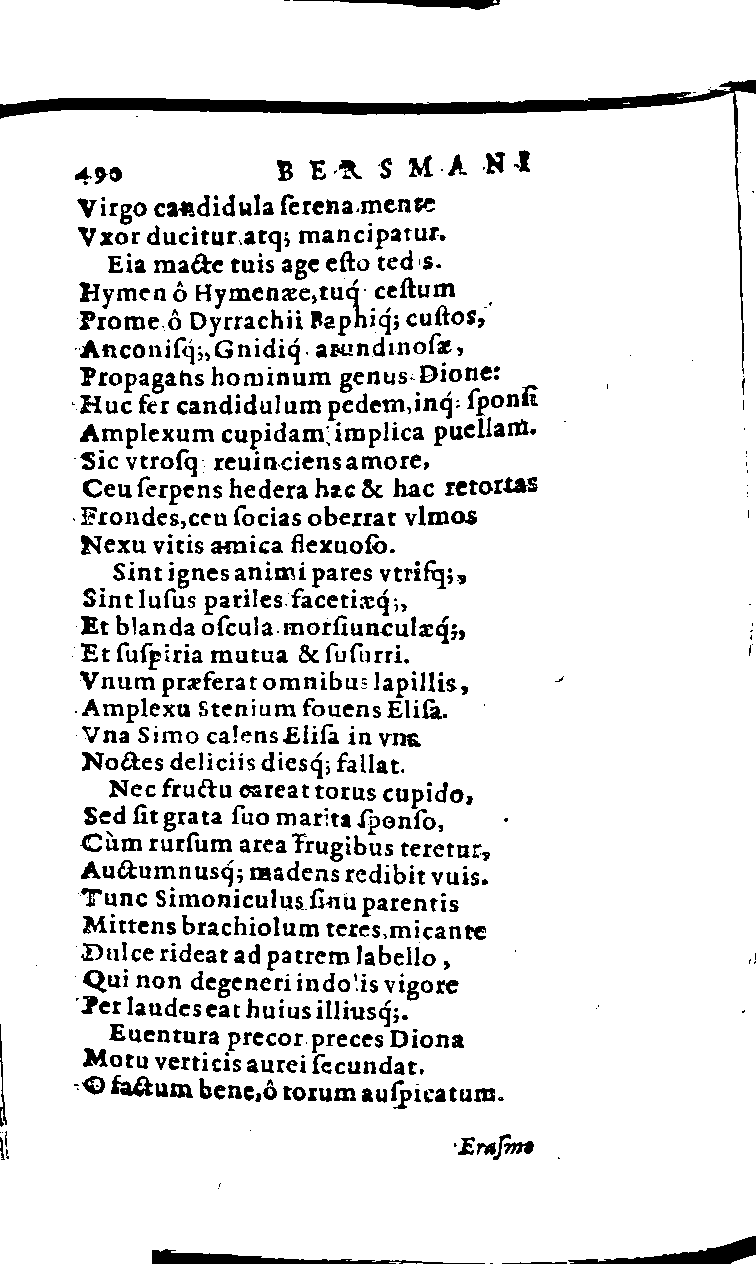 490 BERSMANI
Virgo candidula ſerena mente
Vxor ducitur, atq; mancipatur.
Eia macte tuis age eſto tedis.
Hymen ô Hymenæe, tuq́ ceſtum
Prome ô Dyrrachii Paphiq́; cuſtos,
Anconiſq́;, Gnidiq́. arundinoſæ,
Propagans hominum genus Dione:
Huc fer candidulum pedem, inq́; ſponſi
Amplexum cupidam implica puellam.
Sic vtroſq reuinciens amore,
Ceu ſerpens hedera hac & hac retortas
Frondes, ceu ſocias oberrat vlmos
Nexu vitis amica flexuoſo.
Sint ignes animi pares vtriſq;,
Sint luſus pariles facetiæq́;,
Et blanda oſcula morſiunculæq́;,
Et ſuſpiria mutua & ſuſurri.
Vnum præferat omnibus lapillis,
Amplexu Stenium fouens Eliſa.
Vna Simo calens Eliſa in vna
Noctes deliciis diesq́; fallat.
Nec fructu careat torus cupido,
Sed ſit grata ſuo marita ſponſo,
Cùm rurſum area frugibus teretur,
Auctumnusq́; madens redibit vuis.
Tunc Simoniculus ſinu parentis
Mittens brachiolum teres, micante
Dulce rideat ad patrem labello,
Qui non degeneri indolis vigore
Per laudes eat huius illiusq́;.
Euentura precor preces Diona
Motu verticis aurei ſecundat.
O factum bene, ô torum auſpicatum.
Eraſmo